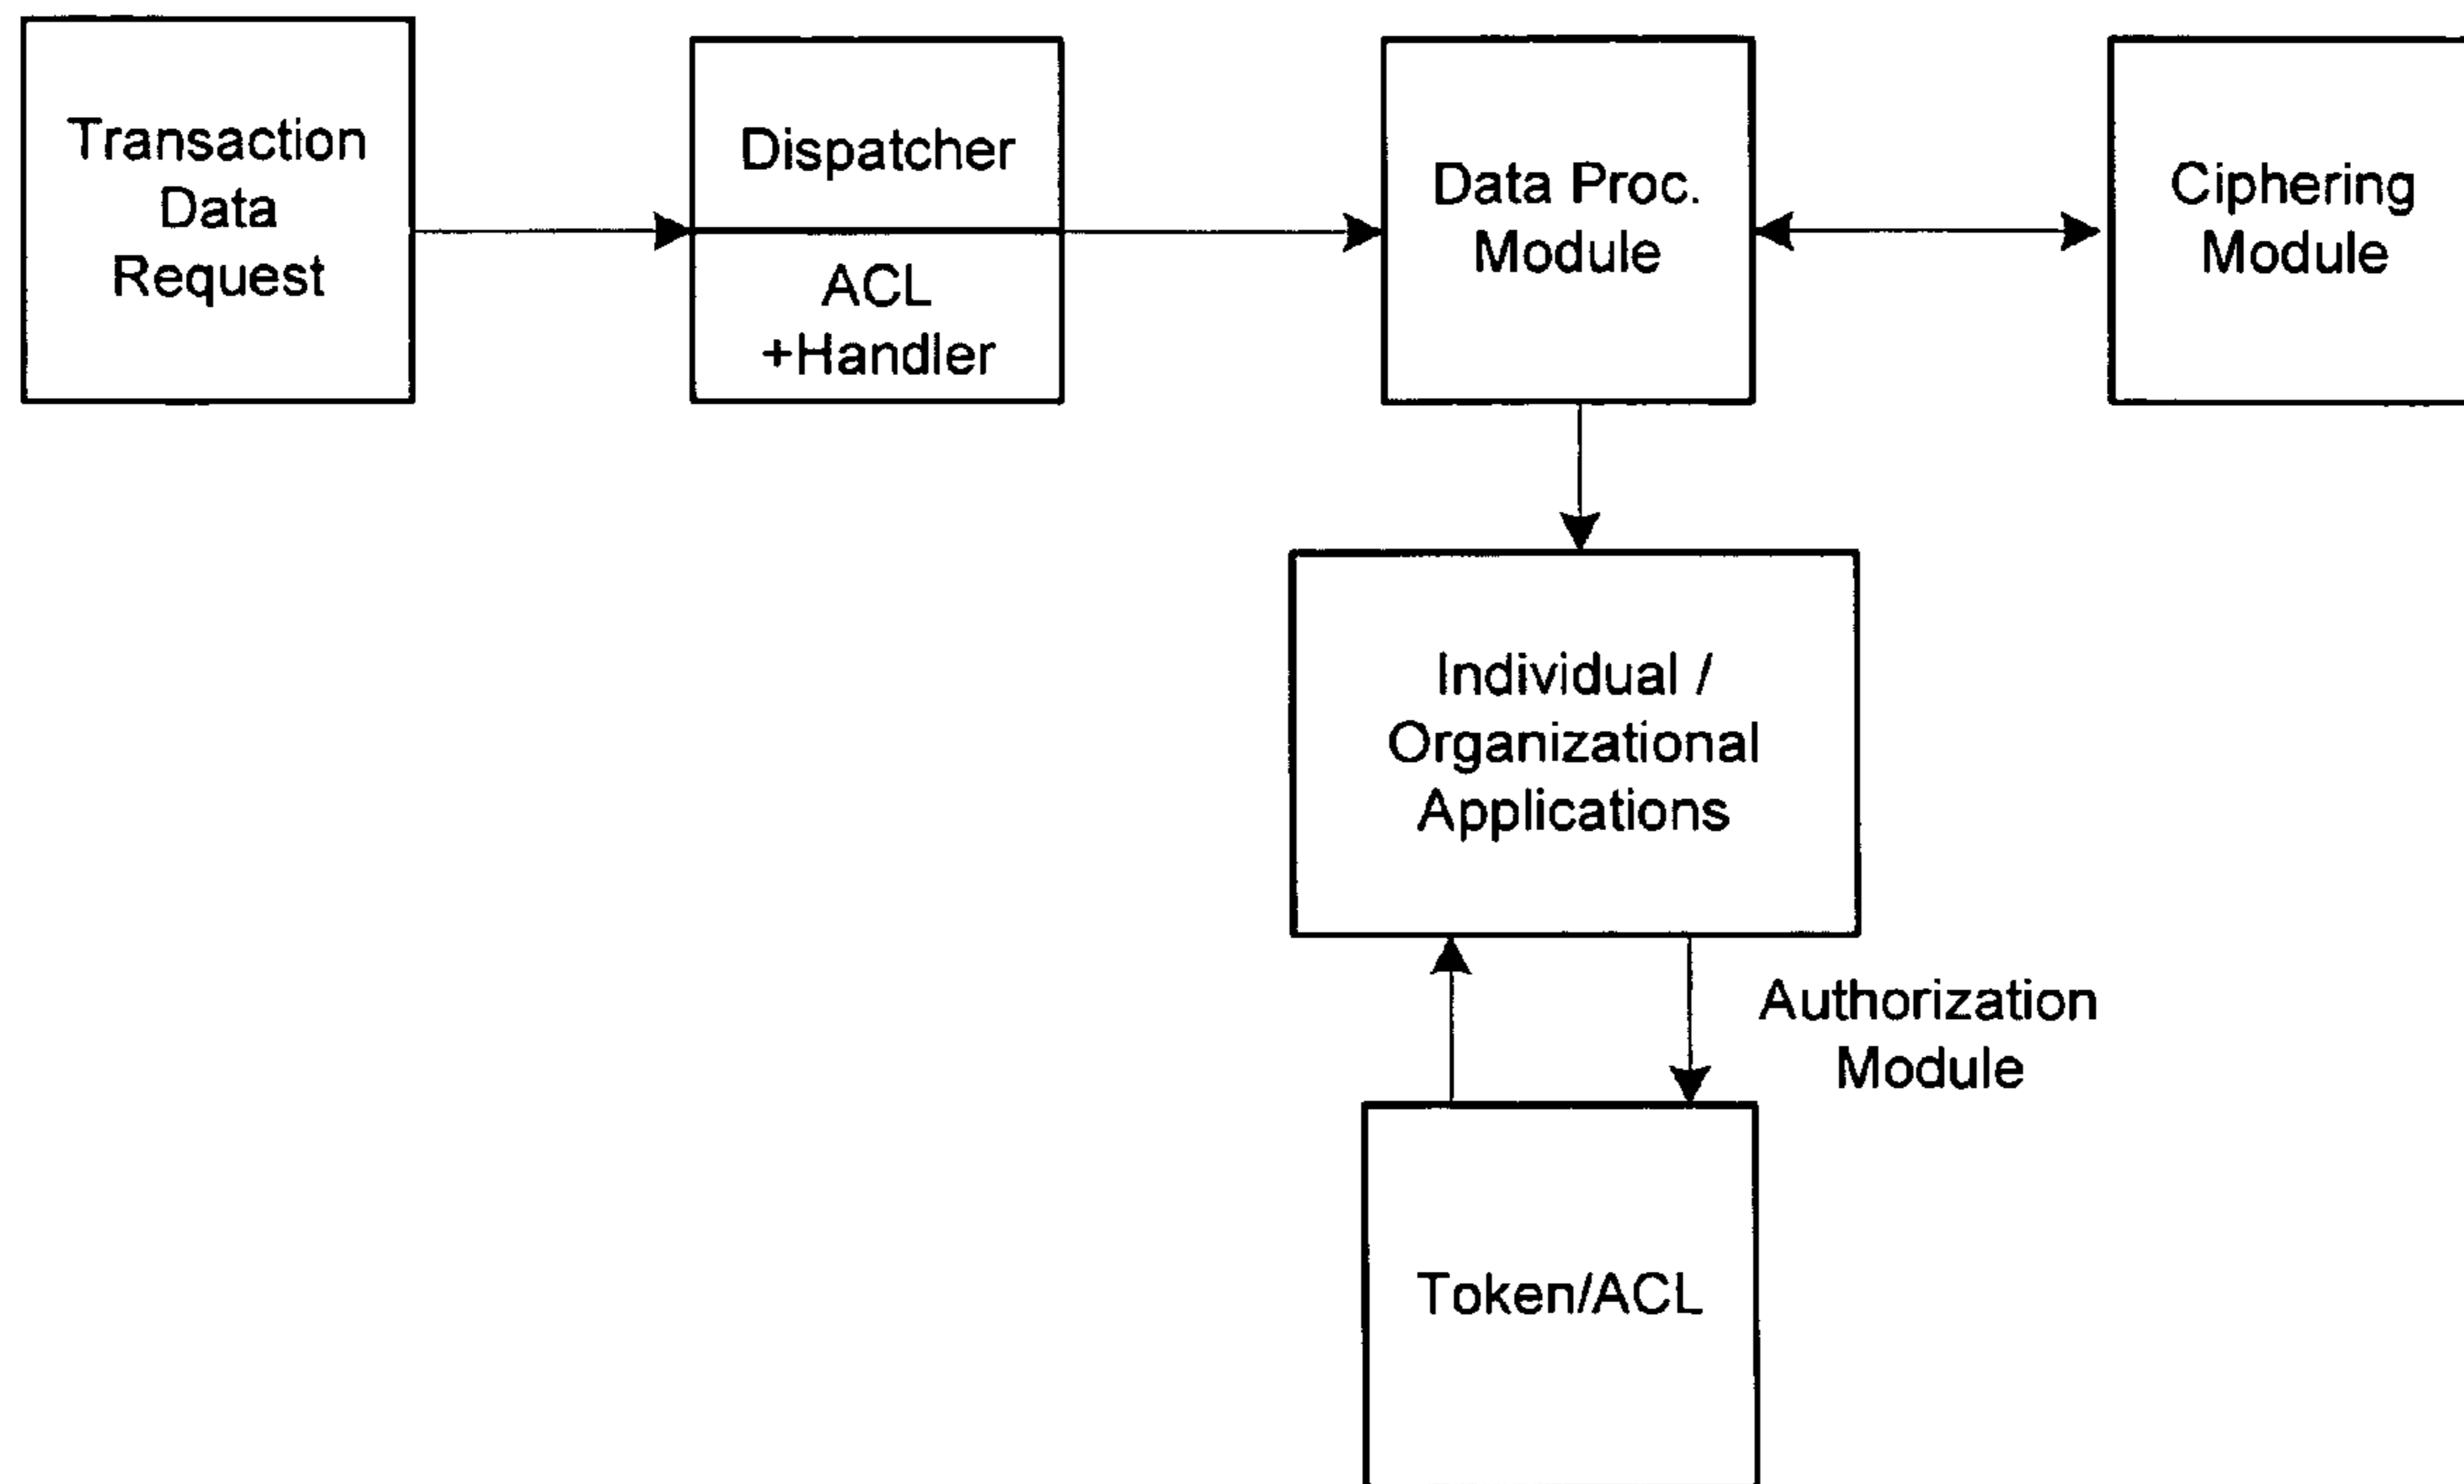 Transaction
Data
Request
Dispatcher
ACL
+Handler
Data Proc.
Module
Ciphering
Module
Individual /
Organizational
Applications
Authorization
Module
Token/ACL